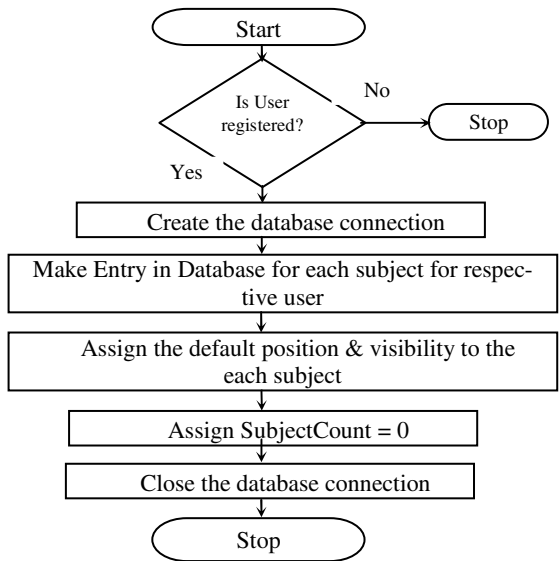 Start
Is User
registered?
No
Stop
Yes
Create the database connection
Make Entry in Database for each subject for respec-
tive user
Assign the default position & visibility to the
each subject
Assign SubjectCount = 0
Close the database connection
Stop